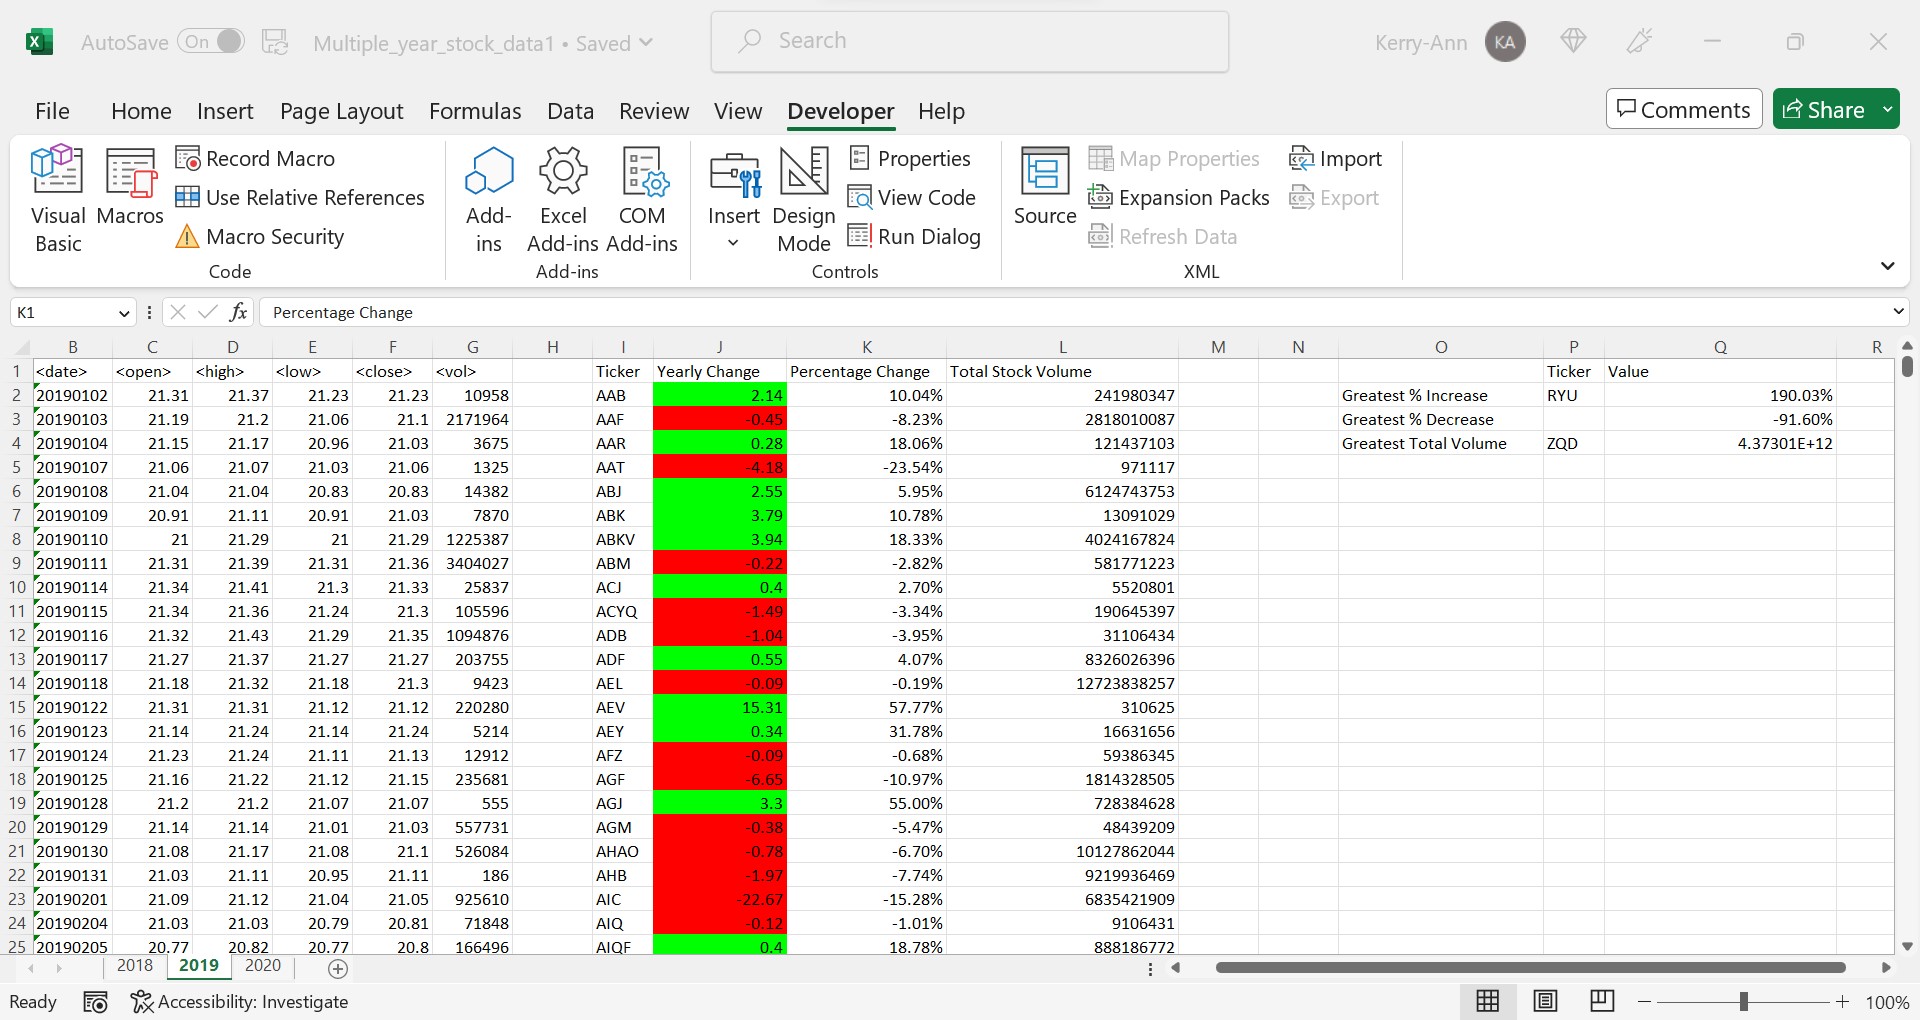 AutoSave On Multiple_year_stock_data1 • Saved Search Kerry-Ann KA
File Home Insert Page Layout Formulas Data Review View Developer Help Comments Share
Visual Basic
Macros
Record Macro
Use Relative References
Macro Security
Code
Add-ins
Excel Add-ins
COM Add-ins
Add-ins
Insert
Design Mode
Properties
View Code
Run Dialog
Controls
Source
Map Properties
Expansion Packs
Refresh Data
Import
Export
XML
K1 fx Percentage Change
B C D E F G H I J K L M N O P Q R
1 <date> <open> <high> <low> <close> <vol> Ticker Yearly Change Percentage Change Total Stock Volume Ticker Value
2 20190102 21.31 21.37 21.23 21.23 10958 AAB 2.14 10.04% 241980347 Greatest % Increase RYU 190.03%
3 20190103 21.19 21.2 21.06 21.1 2171964 AAF -0.45 -8.23% 2818010087 Greatest % Decrease -91.60%
4 20190104 21.15 21.17 20.96 21.03 3675 AAR 0.28 18.06% 121437103 Greatest Total Volume ZQD 4.37301E+12
5 20190107 21.06 21.07 21.03 21.06 1325 AAT -4.18 -23.54% 971117
6 20190108 21.04 21.04 20.83 20.83 14382 ABJ 2.55 5.95% 6124743753
7 20190109 20.91 21.11 20.91 21.03 7870 ABK 3.79 10.78% 13091029
8 20190110 21 21.29 21 21.29 1225387 ABKV 3.94 18.33% 4024167824
9 20190111 21.31 21.39 21.31 21.36 3404027 ABM -0.22 -2.82% 581771223
10 20190114 21.34 21.41 21.3 21.33 25837 ACJ 0.4 2.70% 5520801
11 20190115 21.34 21.36 21.24 21.3 105596 ACYQ -1.49 -3.34% 190645397
12 20190116 21.32 21.43 21.29 21.35 1094876 ADB -1.04 -3.95% 31106434
13 20190117 21.27 21.37 21.27 21.27 203755 ADF 0.55 4.07% 8326026396
14 20190118 21.18 21.32 21.18 21.3 9423 AEL -0.09 -0.19% 12723838257
15 20190122 21.31 21.31 21.12 21.12 220280 AEV 15.31 57.77% 310625
16 20190123 21.14 21.24 21.14 21.24 5214 AEY 0.34 31.78% 16631656
17 20190124 21.23 21.24 21.11 21.13 12912 AFZ -0.09 -0.68% 59386345
18 20190125 21.16 21.22 21.12 21.15 235681 AGF -6.65 -10.97% 1814328505
19 20190128 21.2 21.2 21.07 21.07 555 AGJ 3.3 55.00% 728384628
20 20190129 21.14 21.14 21.01 21.03 557731 AGM -0.38 -5.47% 48439209
21 20190130 21.08 21.17 21.08 21.1 526084 AHAO -0.78 -6.70% 10127862044
22 20190131 21.03 21.11 20.95 21.11 186 AHB -1.97 -7.74% 9219936469
23 20190201 21.09 21.12 21.04 21.05 925610 AIC -22.67 -15.28% 6835421909
24 20190204 21.03 21.03 20.79 20.81 71848 AIQ -0.12 -1.01% 9106431
25 20190205 20.77 20.82 20.77 20.8 166496 AIQF 0.4 18.78% 888186772
2018 2019 2020
Ready Accessibility: Investigate 100%